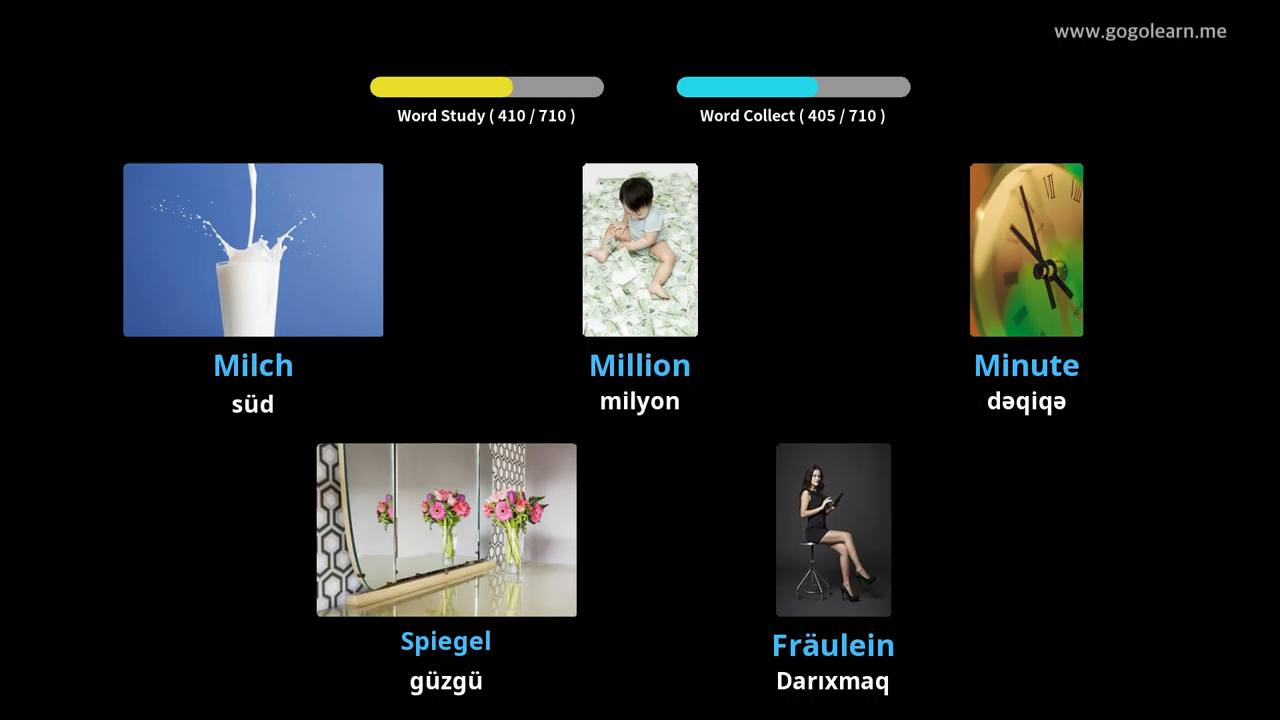 www.gogolearn.me
Word Study ( 410 / 710 )
Word Collect ( 405 / 710 )
Milch
süd
Million
milyon
Minute
dəqiqə
Spiegel
güzgü
Fräulein
Darıxmaq